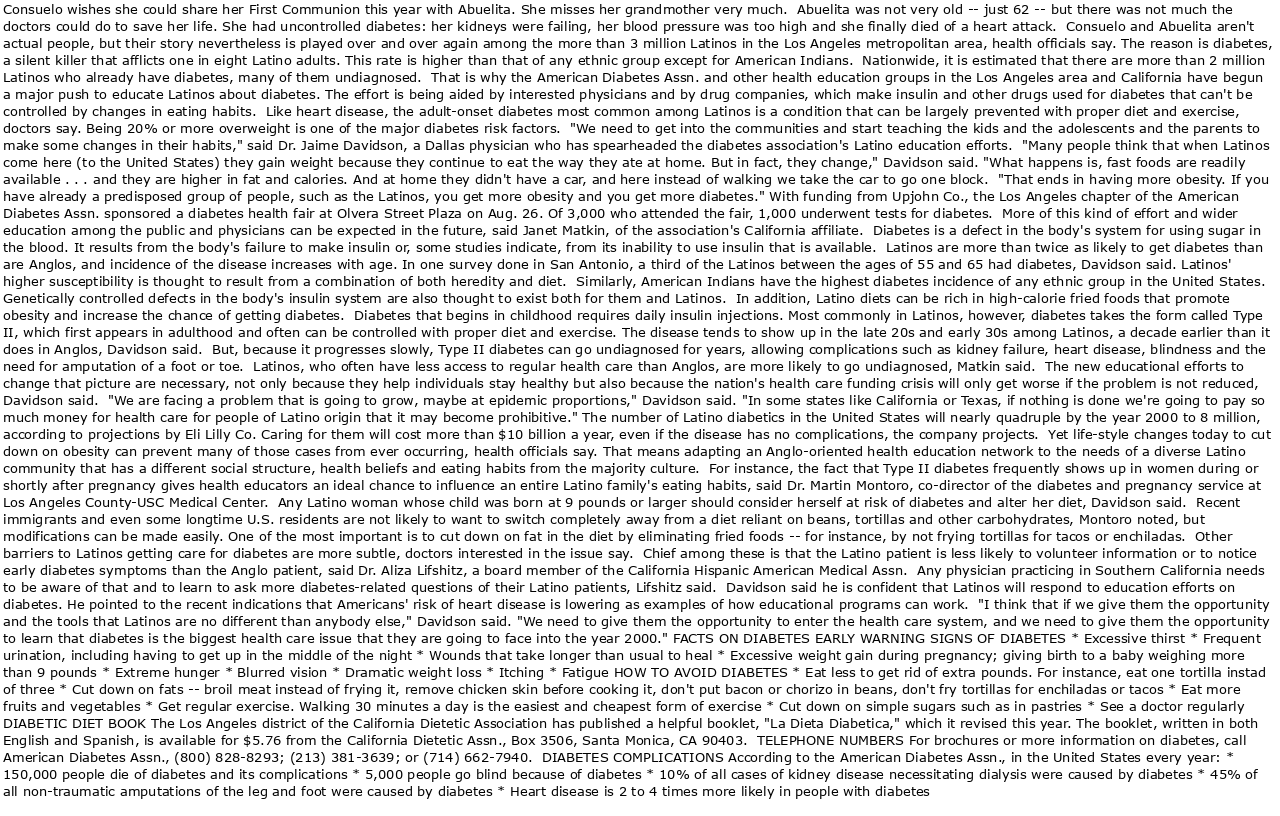 Consuelo wishes she could share her First Communion this year with Abuelita. She misses her grandmother very much.  Abuelita was not very old -- just 62 -- but there was not much the
doctors could do to save her life. She had uncontrolled diabetes: her kidneys were failing, her blood pressure was too high and she finally died of a heart attack.  Consuelo and Abuelita aren't
actual people, but their story nevertheless is played over and over again among the more than 3 million Latinos in the Los Angeles metropolitan area, health officials say. The reason is diabetes,
a silent killer that afflicts one in eight Latino adults. This rate is higher than that of any ethnic group except for American Indians.  Nationwide, it is estimated that there are more than 2 million
Latinos who already have diabetes, many of them undiagnosed.  That is why the American Diabetes Assn. and other health education groups in the Los Angeles area and California have begun
a major push to educate Latinos about diabetes. The effort is being aided by interested physicians and by drug companies, which make insulin and other drugs used for diabetes that can't be
controlled by changes in eating habits.  Like heart disease, the adult-onset diabetes most common among Latinos is a condition that can be largely prevented with proper diet and exercise,
doctors say. Being 20% or more overweight is one of the major diabetes risk factors.  "We need to get into the communities and start teaching the kids and the adolescents and the parents to
make some changes in their habits," said Dr. Jaime Davidson, a Dallas physician who has spearheaded the diabetes association's Latino education efforts.  "Many people think that when Latinos
come here (to the United States) they gain weight because they continue to eat the way they ate at home. But in fact, they change," Davidson said. "What happens is, fast foods are readily
available . . . and they are higher in fat and calories. And at home they didn't have a car, and here instead of walking we take the car to go one block.  "That ends in having more obesity. If you
have already a predisposed group of people, such as the Latinos, you get more obesity and you get more diabetes." With funding from Upjohn Co., the Los Angeles chapter of the American
Diabetes Assn. sponsored a diabetes health fair at Olvera Street Plaza on Aug. 26. Of 3,000 who attended the fair, 1,000 underwent tests for diabetes.  More of this kind of effort and wider
education among the public and physicians can be expected in the future, said Janet Matkin, of the association's California affiliate.  Diabetes is a defect in the body's system for using sugar in
the blood. It results from the body's failure to make insulin or, some studies indicate, from its inability to use insulin that is available.  Latinos are more than twice as likely to get diabetes than
are Anglos, and incidence of the disease increases with age. In one survey done in San Antonio, a third of the Latinos between the ages of 55 and 65 had diabetes, Davidson said. Latinos'
higher susceptibility is thought to result from a combination of both heredity and diet.  Similarly, American Indians have the highest diabetes incidence of any ethnic group in the United States.
Genetically controlled defects in the body's insulin system are also thought to exist both for them and Latinos.  In addition, Latino diets can be rich in high-calorie fried foods that promote
obesity and increase the chance of getting diabetes.  Diabetes that begins in childhood requires daily insulin injections. Most commonly in Latinos, however, diabetes takes the form called Type
II, which first appears in adulthood and often can be controlled with proper diet and exercise. The disease tends to show up in the late 20s and early 30s among Latinos, a decade earlier than it
does in Anglos, Davidson said.  But, because it progresses slowly, Type II diabetes can go undiagnosed for years, allowing complications such as kidney failure, heart disease, blindness and the
need for amputation of a foot or toe.  Latinos, who often have less access to regular health care than Anglos, are more likely to go undiagnosed, Matkin said.  The new educational efforts to
change that picture are necessary, not only because they help individuals stay healthy but also because the nation's health care funding crisis will only get worse if the problem is not reduced,
Davidson said.  "We are facing a problem that is going to grow, maybe at epidemic proportions," Davidson said. "In some states like California or Texas, if nothing is done we're going to pay so
much money for health care for people of Latino origin that it may become prohibitive." The number of Latino diabetics in the United States will nearly quadruple by the year 2000 to 8 million,
according to projections by Eli Lilly Co. Caring for them will cost more than $10 billion a year, even if the disease has no complications, the company projects.  Yet life-style changes today to cut
down on obesity can prevent many of those cases from ever occurring, health officials say. That means adapting an Anglo-oriented health education network to the needs of a diverse Latino
community that has a different social structure, health beliefs and eating habits from the majority culture.  For instance, the fact that Type II diabetes frequently shows up in women during or
shortly after pregnancy gives health educators an ideal chance to influence an entire Latino family's eating habits, said Dr. Martin Montoro, co-director of the diabetes and pregnancy service at
Los Angeles County-USC Medical Center.  Any Latino woman whose child was born at 9 pounds or larger should consider herself at risk of diabetes and alter her diet, Davidson said.  Recent
immigrants and even some longtime U.S. residents are not likely to want to switch completely away from a diet reliant on beans, tortillas and other carbohydrates, Montoro noted, but
modifications can be made easily. One of the most important is to cut down on fat in the diet by eliminating fried foods -- for instance, by not frying tortillas for tacos or enchiladas.  Other
barriers to Latinos getting care for diabetes are more subtle, doctors interested in the issue say.  Chief among these is that the Latino patient is less likely to volunteer information or to notice
early diabetes symptoms than the Anglo patient, said Dr. Aliza Lifshitz, a board member of the California Hispanic American Medical Assn.  Any physician practicing in Southern California needs
to be aware of that and to learn to ask more diabetes-related questions of their Latino patients, Lifshitz said.  Davidson said he is confident that Latinos will respond to education efforts on
diabetes. He pointed to the recent indications that Americans' risk of heart disease is lowering as examples of how educational programs can work.  "I think that if we give them the opportunity
and the tools that Latinos are no different than anybody else," Davidson said. "We need to give them the opportunity to enter the health care system, and we need to give them the opportunity
to learn that diabetes is the biggest health care issue that they are going to face into the year 2000." FACTS ON DIABETES EARLY WARNING SIGNS OF DIABETES * Excessive thirst * Frequent
urination, including having to get up in the middle of the night * Wounds that take longer than usual to heal * Excessive weight gain during pregnancy; giving birth to a baby weighing more
than 9 pounds * Extreme hunger * Blurred vision * Dramatic weight loss * Itching * Fatigue HOW TO AVOID DIABETES * Eat less to get rid of extra pounds. For instance, eat one tortilla instad
of three * Cut down on fats -- broil meat instead of frying it, remove chicken skin before cooking it, don't put bacon or chorizo in beans, don't fry tortillas for enchiladas or tacos * Eat more
fruits and vegetables * Get regular exercise. Walking 30 minutes a day is the easiest and cheapest form of exercise * Cut down on simple sugars such as in pastries * See a doctor regularly
DIABETIC DIET BOOK The Los Angeles district of the California Dietetic Association has published a helpful booklet, "La Dieta Diabetica," which it revised this year. The booklet, written in both
English and Spanish, is available for $5.76 from the California Dietetic Assn., Box 3506, Santa Monica, CA 90403.  TELEPHONE NUMBERS For brochures or more information on diabetes, call
American Diabetes Assn., (800) 828-8293; (213) 381-3639; or (714) 662-7940.  DIABETES COMPLICATIONS According to the American Diabetes Assn., in the United States every year: *
150,000 people die of diabetes and its complications * 5,000 people go blind because of diabetes * 10% of all cases of kidney disease necessitating dialysis were caused by diabetes * 45% of
all non-traumatic amputations of the leg and foot were caused by diabetes * Heart disease is 2 to 4 times more likely in people with diabetes